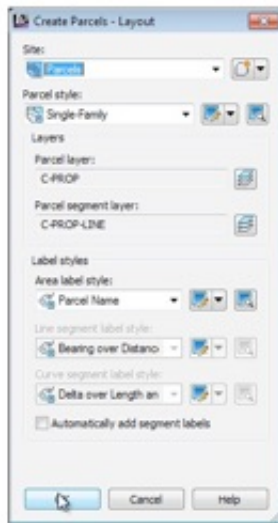 Create Parcels - Layout
Site:
Parcels
Parcel style:
Single-Family
Layers
Parcel layer:
C-PROP
Parcel segment layer:
C-PROP-LINE
Label styles
Area label style:
Parcel Name
Line segment label style:
Bearing over Distanc
Curve segment label style:
Delta over Length an
Automatically add segment labels
Cancel
Help